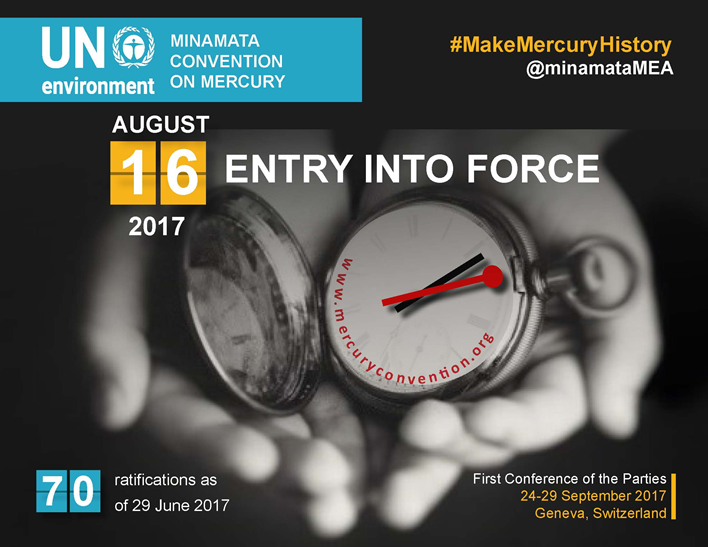 UN
environment
MINAMATA
CONVENTION
ON MERCURY
#MakeMercuryHistory
@minamataMEA
AUGUST
16
2017
ENTRY INTO FORCE
www.mercuryconvention.org
70
ratifications as
of 29 June 2017
First Conference of the Parties
24-29 September 2017
Geneva, Switzerland